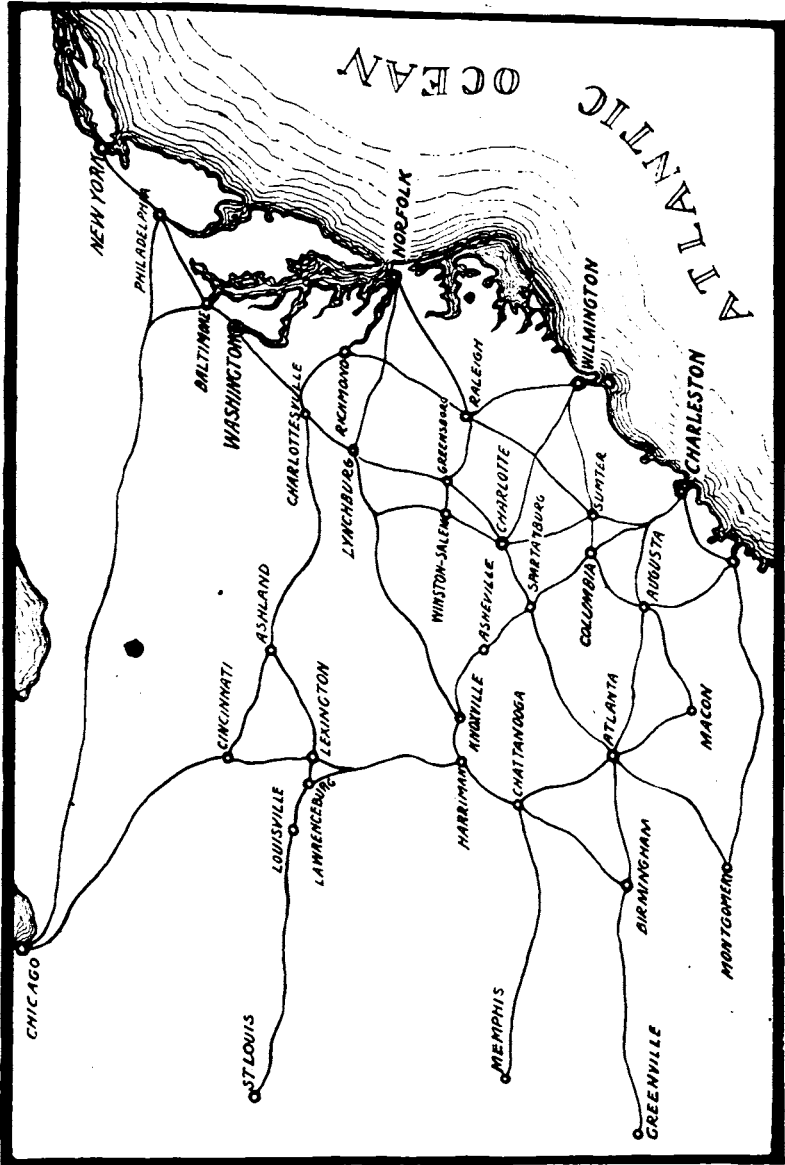 ATLANTIC
OCEAN
NEW YORK
PHILADELPHIA
BALTIMORE
WASHINGTON
NORFOLK
CHARLOTTESVILLE
RICHMOND
LYNCHBURG
GREENSBORO
RALEIGH
WILMINGTON
WINSTON-SALEM
CHARLOTTE
SPARTATBURG
SUMTER
CHARLESTON
ASHEVILLE
COLUMBIA
AUGUSTA
ASHLAND
CINCINNATI
LEXINGTON
KNOXVILLE
CHATTANOOGA
ATLANTA
MACON
LOUISVILLE
LAWRENCEBURG
HARRIMAN
BIRMINGHAM
MONTGOMERY
CHICAGO
ST LOUIS
MEMPHIS
GREENVILLE